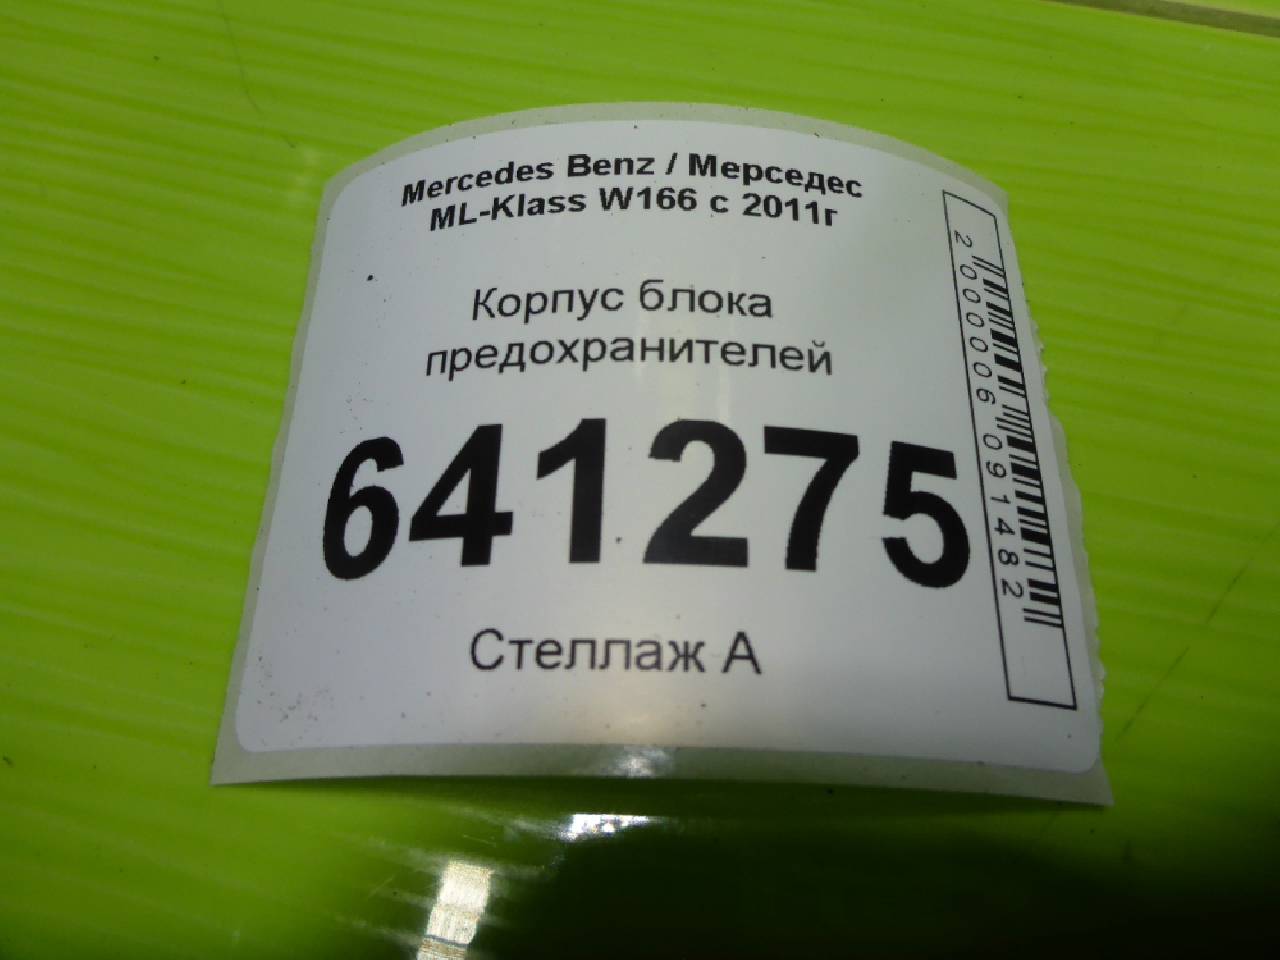 Mercedes Benz / Мерседес
ML-Klass W166 с 2011г
Корпус блока
предохранителей
641275
Стеллаж А
2000006091482